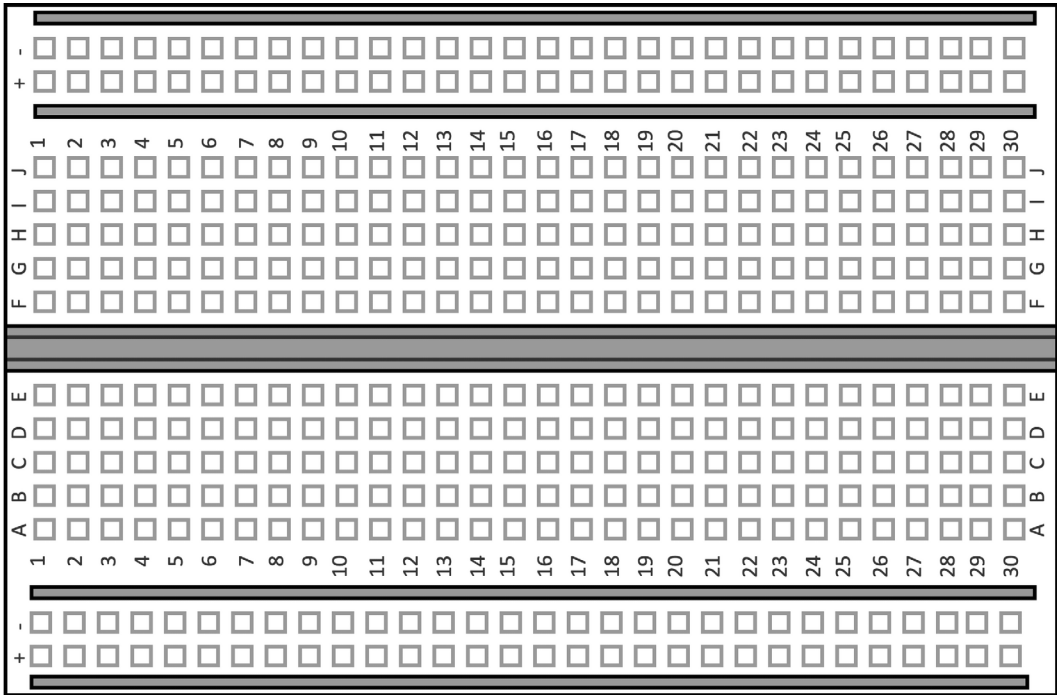 -
+
1 2 3 4 5 6 7 8 9 10 11 12 13 14 15 16 17 18 19 20 21 22 23 24 25 26 27 28 29 30
J J
I I
H H
G G
F F
E E
D D
C C
B B
A A
1 2 3 4 5 6 7 8 9 10 11 12 13 14 15 16 17 18 19 20 21 22 23 24 25 26 27 28 29 30
-
+